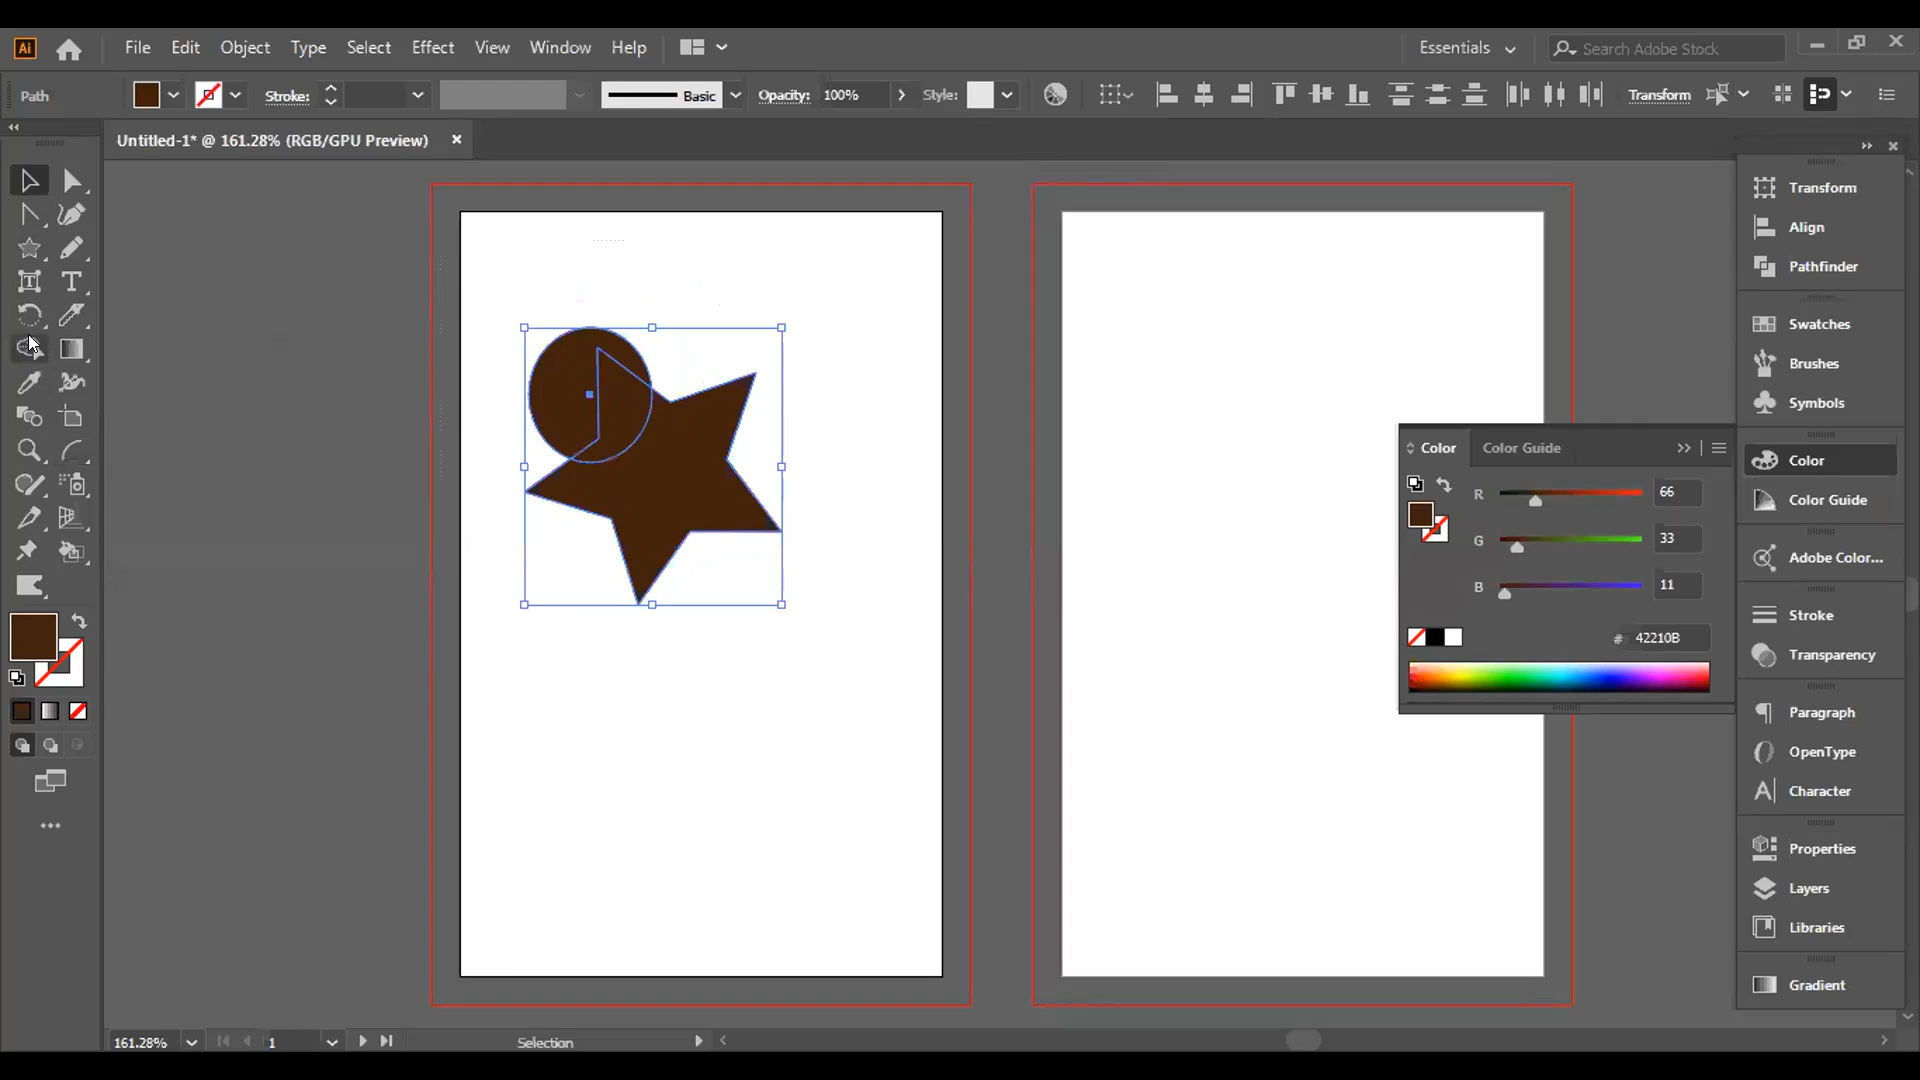 Ai File Edit Object Type Select Effect View Window Help Essentials Search Adobe Stock
Path Stroke: Basic Opacity: 100% Style: Transform
Untitled-1* @ 161.28% (RGB/GPU Preview)
Transform
Align
Pathfinder
Swatches
Brushes
Symbols
Color
Color Guide
Adobe Color...
Stroke
Transparency
Paragraph
OpenType
Character
Properties
Layers
Libraries
Gradient
Color Color Guide
R 66
G 33
B 11
# 42210B
161.28% 1 Selection